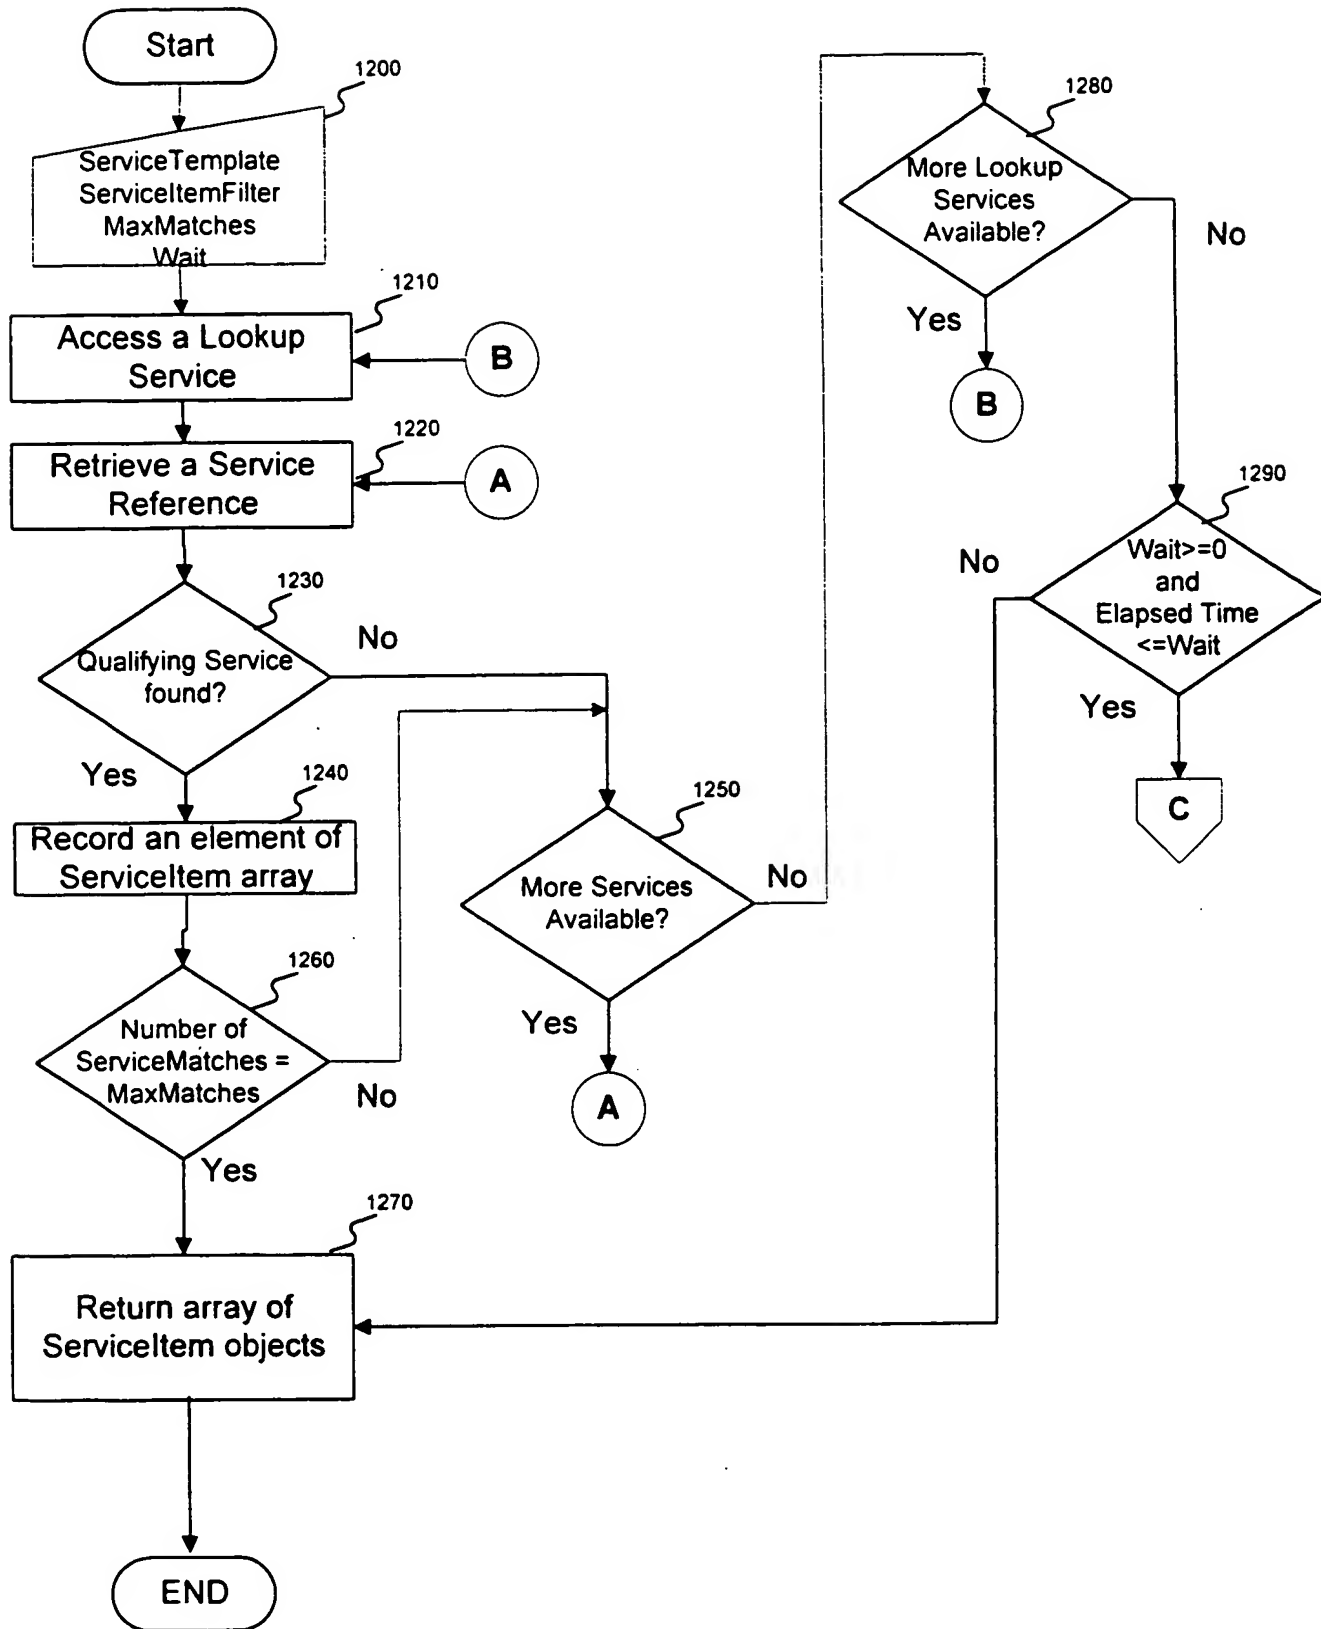 Start
1200
ServiceTemplate
ServiceItemFilter
MaxMatches
Wait
1210
Access a Lookup
Service
B
1220
Retrieve a Service
Reference
A
1230
Qualifying Service
found?
No
Yes
1240
Record an element of
ServiceItem array
1260
Number of
ServiceMatches =
MaxMatches
No
Yes
1270
Return array of
ServiceItem objects
END
1250
More Services
Available?
No
Yes
A
1280
More Lookup
Services
Available?
No
Yes
B
1290
Wait>=0
and
Elapsed Time
<=Wait
No
Yes
C